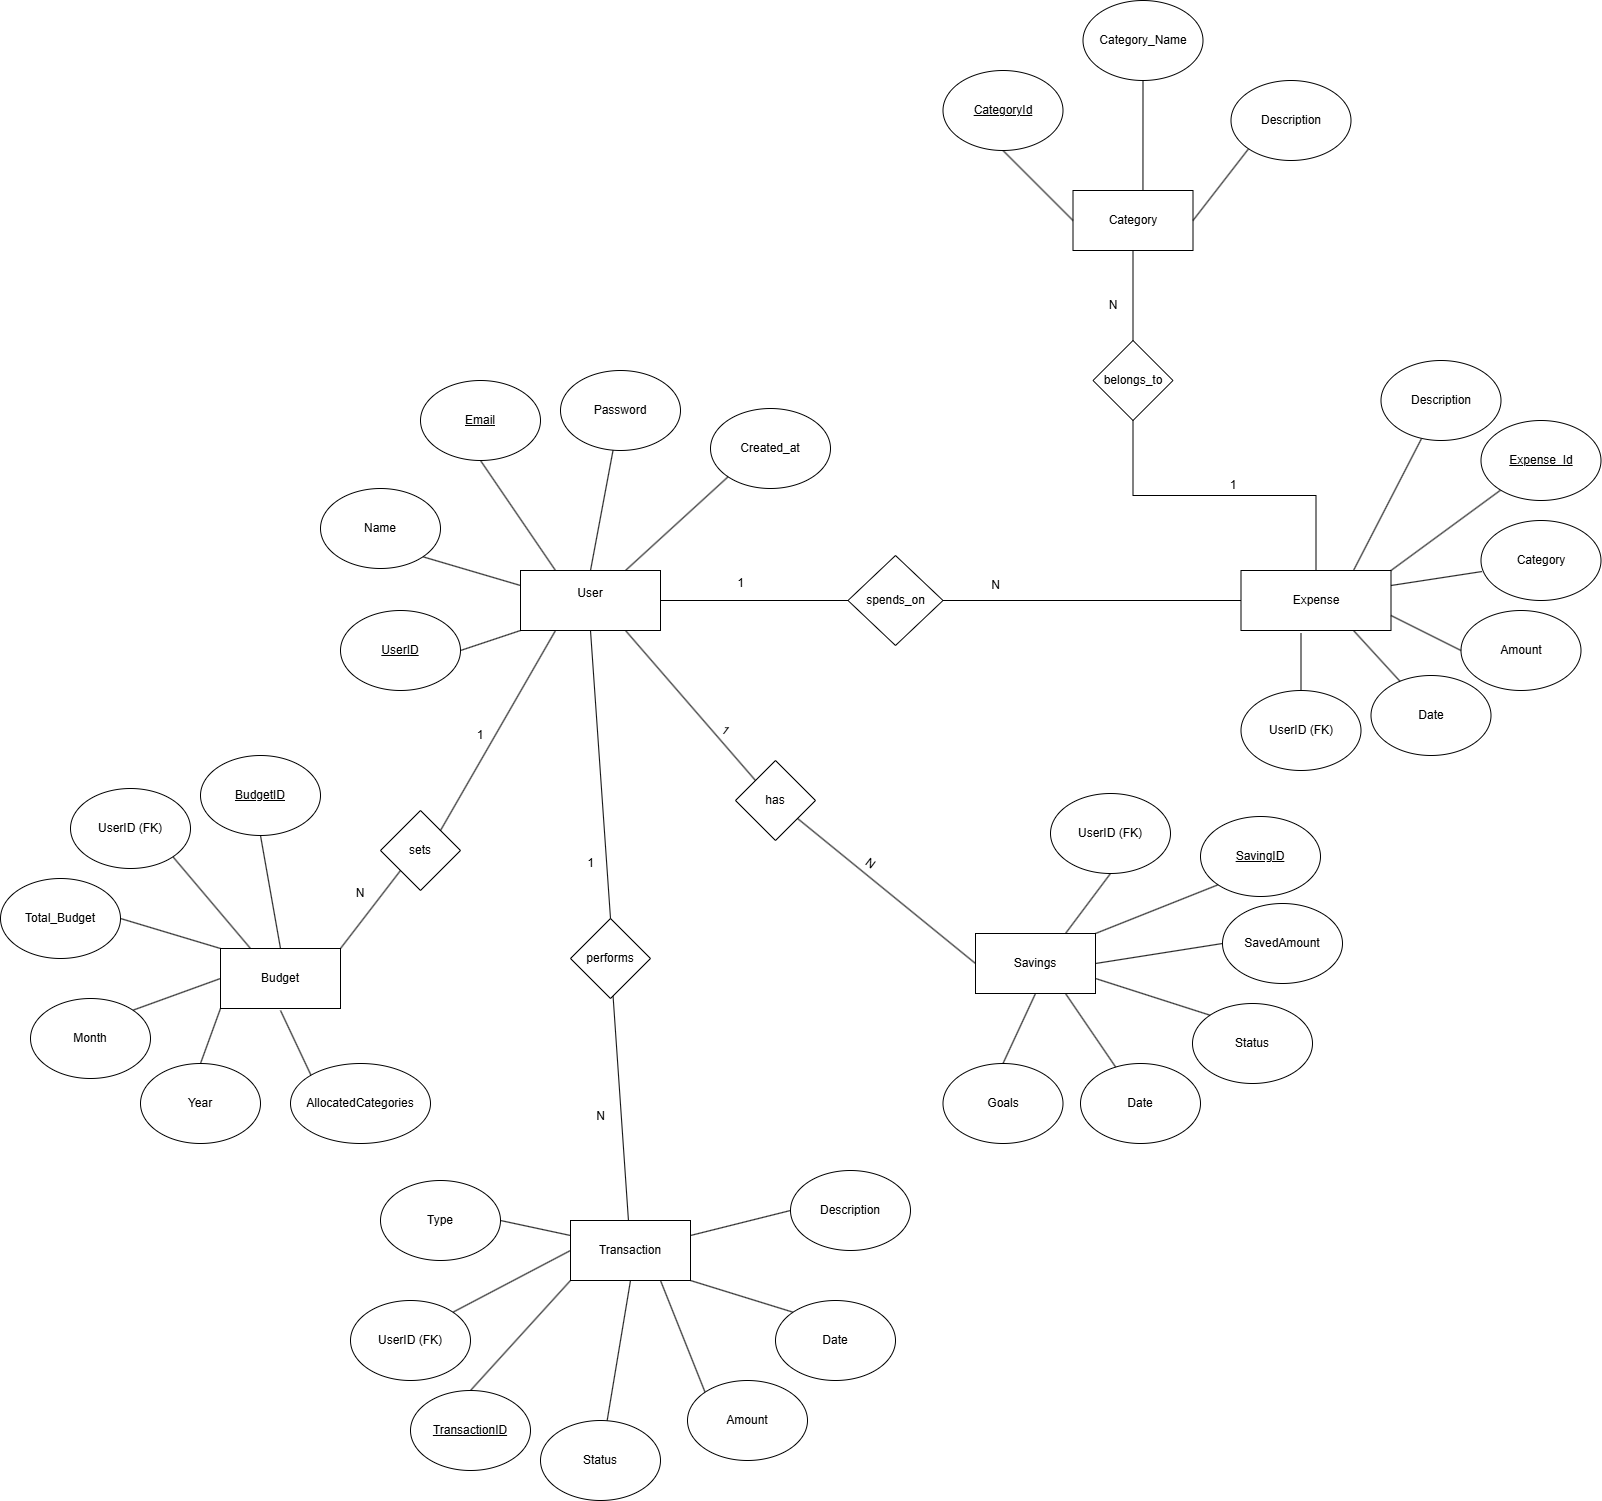 Category_Name
CategoryId
Description
Category
N
belongs_to
Description
Email
Password
Created_at
Expense_Id
1
Name
Category
User
1
spends_on
N
Expense
UserID
Amount
UserID (FK)
Date
1
1
BudgetID
has
UserID (FK)
UserID (FK)
sets
SavingID
1
N
N
Total_Budget
SavedAmount
performs
Savings
Budget
Month
Status
Year
AllocatedCategories
Goals
Date
N
Type
Description
Transaction
UserID (FK)
Date
TransactionID
Amount
Status